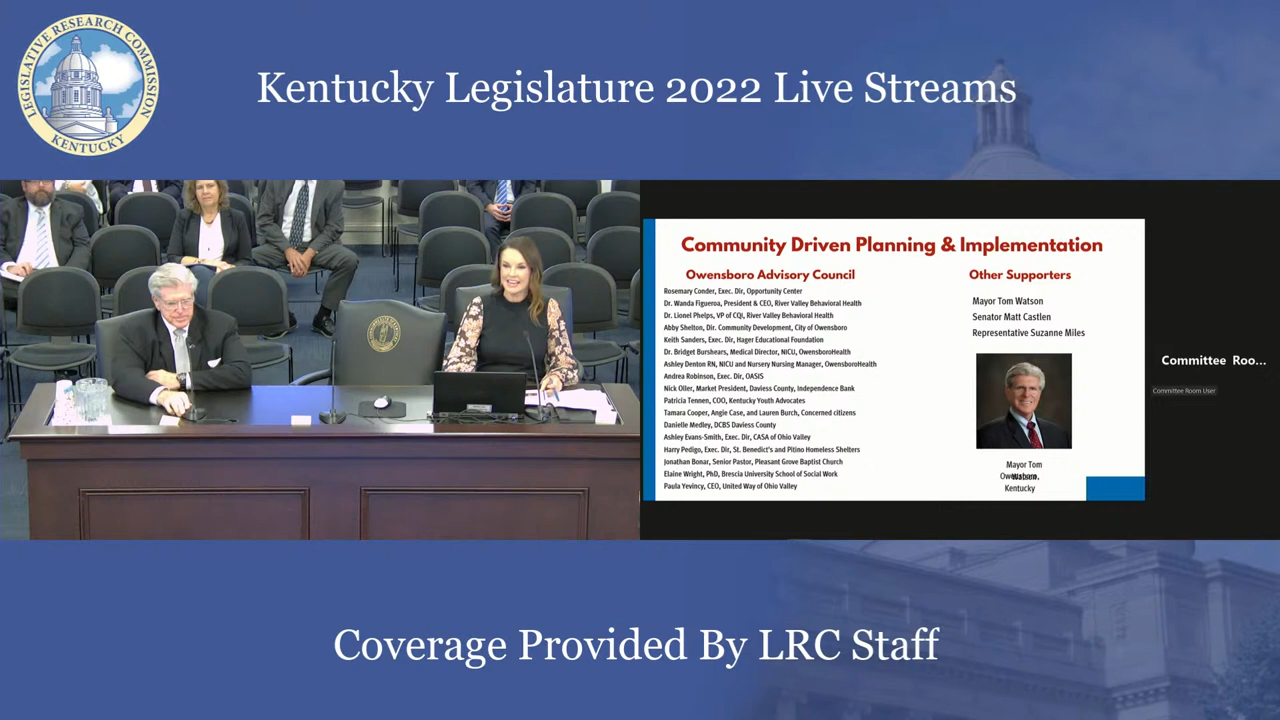 LEGISLATIVE RESEARCH COMMISSION
KENTUCKY
Kentucky Legislature 2022 Live Streams
Community Driven Planning & Implementation
Owensboro Advisory Council
Rosemary Conder, Exec. Dir, Opportunity Center
Dr. Wanda Figueroa, President & CEO, River Valley Behavioral Health
Dr. Lionel Phelps, VP of CQI, River Valley Behavioral Health
Abby Shelton, Dir. Community Development, City of Owensboro
Keith Sanders, Exec. Dir, Hager Educational Foundation
Dr. Bridget Burshears, Medical Director, NICU, OwensboroHealth
Ashley Denton RN, NICU and Nursery Nursing Manager, OwensboroHealth
Andrea Robinson, Exec. Dir, OASIS
Nick Oller, Market President, Daviess County, Independence Bank
Patricia Tennen, COO, Kentucky Youth Advocates
Tamara Cooper, Angie Case, and Lauren Burch, Concerned citizens
Danielle Medley, DCBS Daviess County
Ashley Evans-Smith, Exec. Dir, CASA of Ohio Valley
Harry Pedigo, Exec. Dir, St. Benedict's and Pitino Homeless Shelters
Jonathan Bonar, Senior Pastor, Pleasant Grove Baptist Church
Elaine Wright, PhD, Brescia University School of Social Work
Paula Yevincy, CEO, United Way of Ohio Valley
Other Supporters
Mayor Tom Watson
Senator Matt Castlen
Representative Suzanne Miles
Mayor Tom
Watson,
Owensboro,
Kentucky
Committee Roo...
Committee Room User
Coverage Provided By LRC Staff